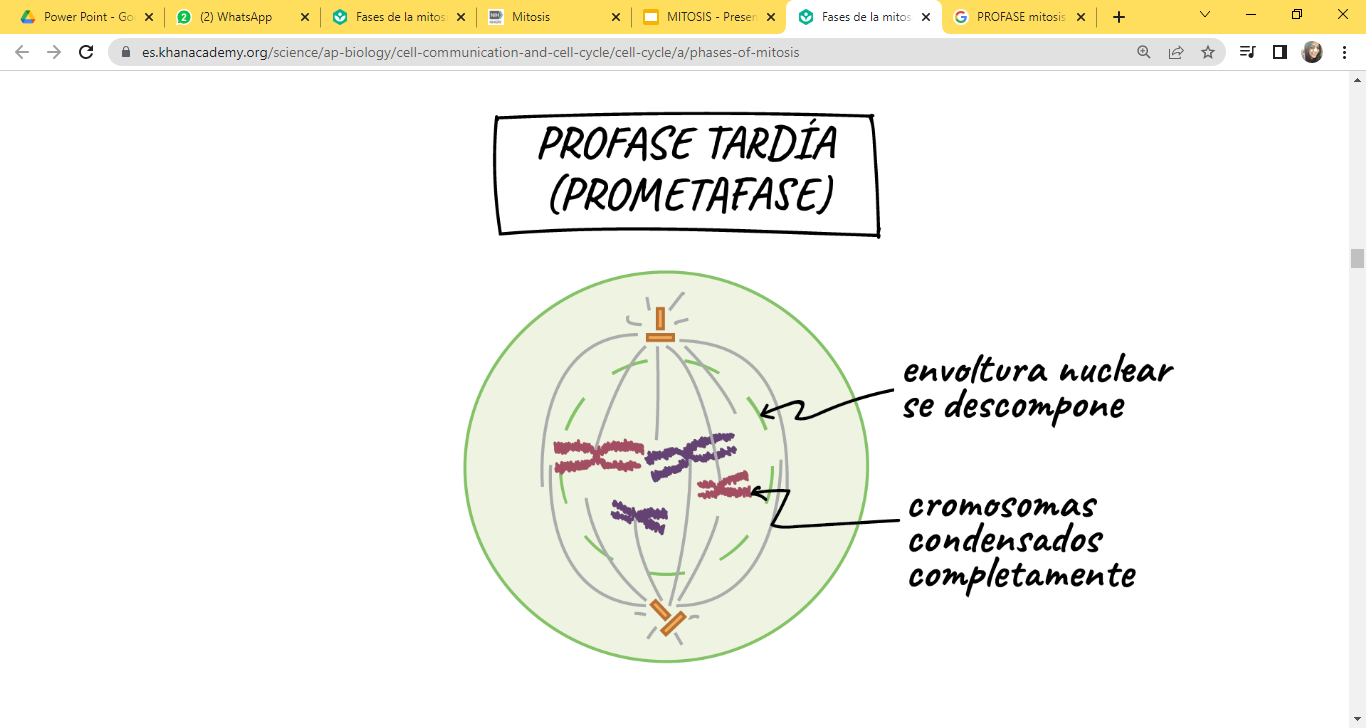 Power Point - Go
(2) WhatsApp
Fases de la mitos
Mitosis
MITOSIS - Presen
Fases de la mitos
PROFASE mitosis
es.khanacademy.org/science/ap-biology/cell-communication-and-cell-cycle/cell-cycle/a/phases-of-mitosis
PROFASE TARDÍA
(PROMETAFASE)
envoltura nuclear
se descompone
cromosomas
condensados
completamente